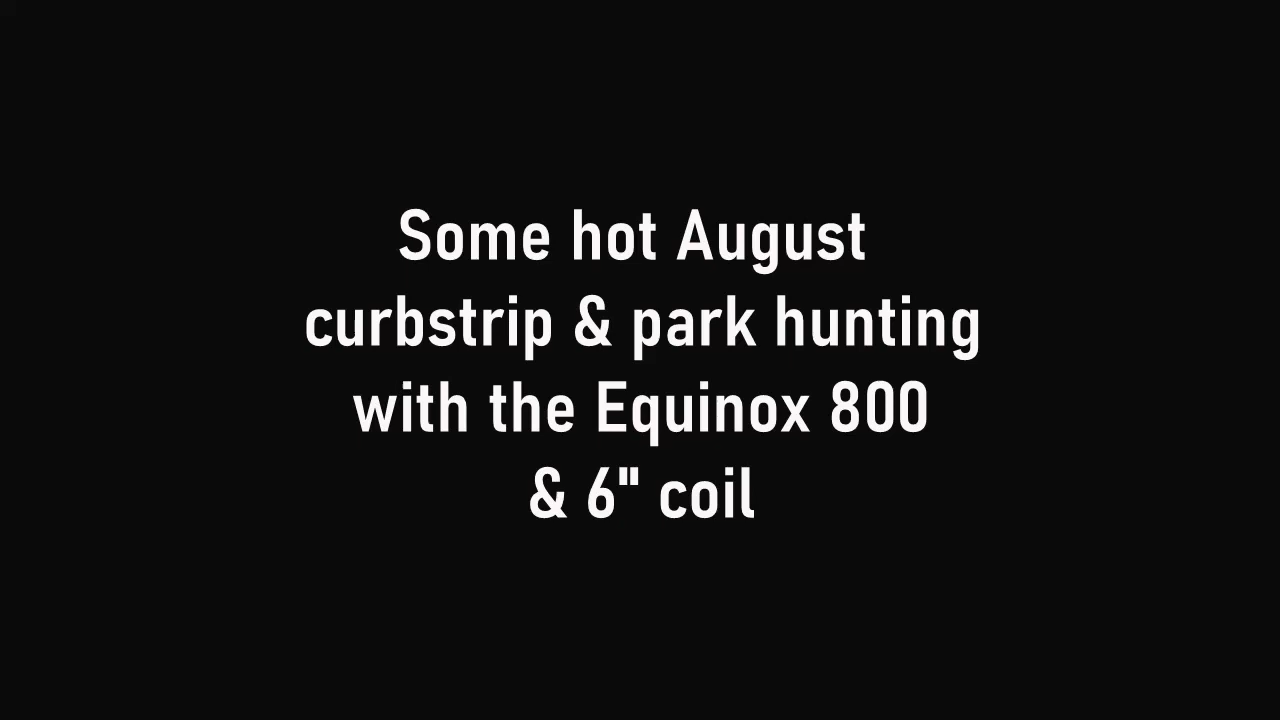 Some hot August
curbstrip & park hunting
with the Equinox 800
& 6" coil